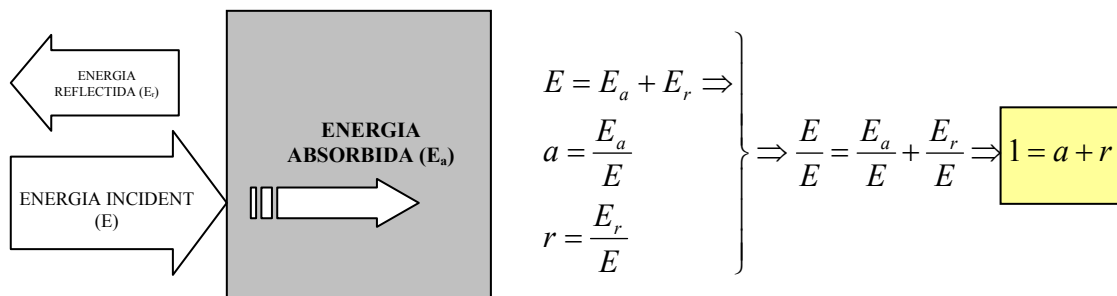 ENERGIA
REFLECTIDA (Eᵣ)
ENERGIA INCIDENT
(E)
ENERGIA
ABSORBIDA (Eₐ)
E = Eₐ + Eᵣ ⇒
a = Eₐ / E
r = Eᵣ / E
⇒ E / E = Eₐ / E + Eᵣ / E ⇒ 1 = a + r